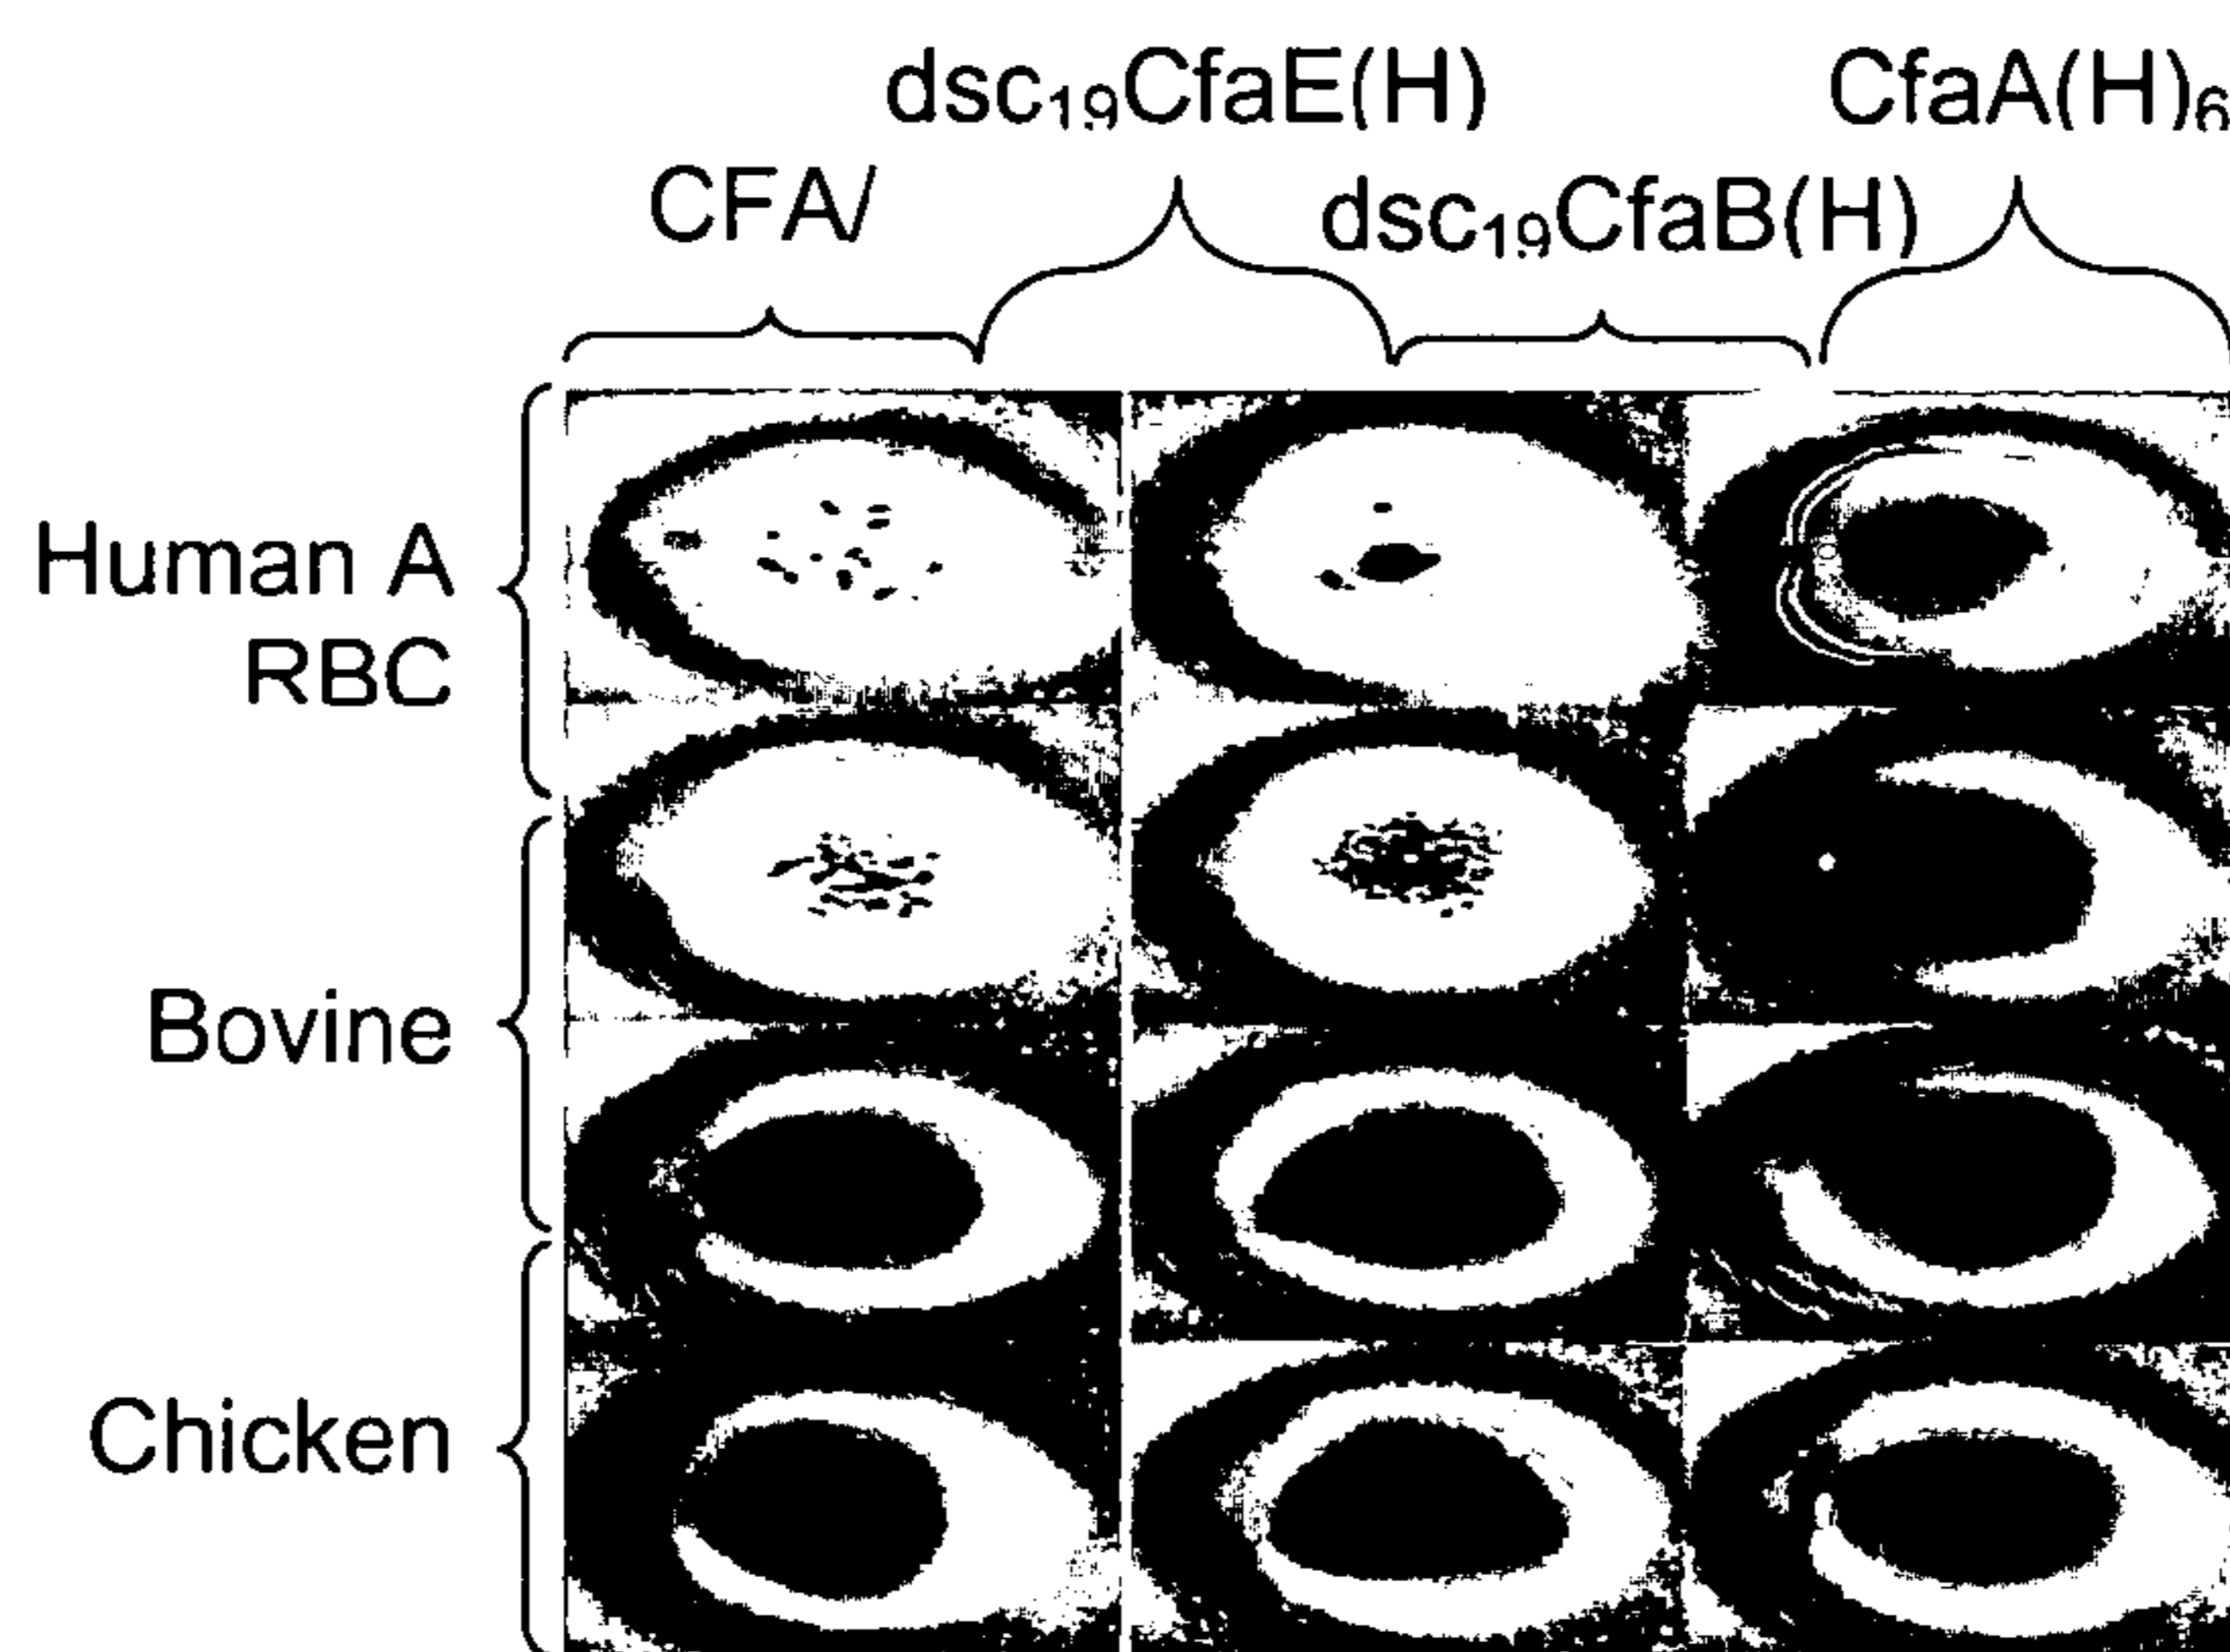 dsc₁₉CfaE(H) CfaA(H)₆
CFA/ dsc₁₉CfaB(H)
Human A
RBC
Bovine
Chicken